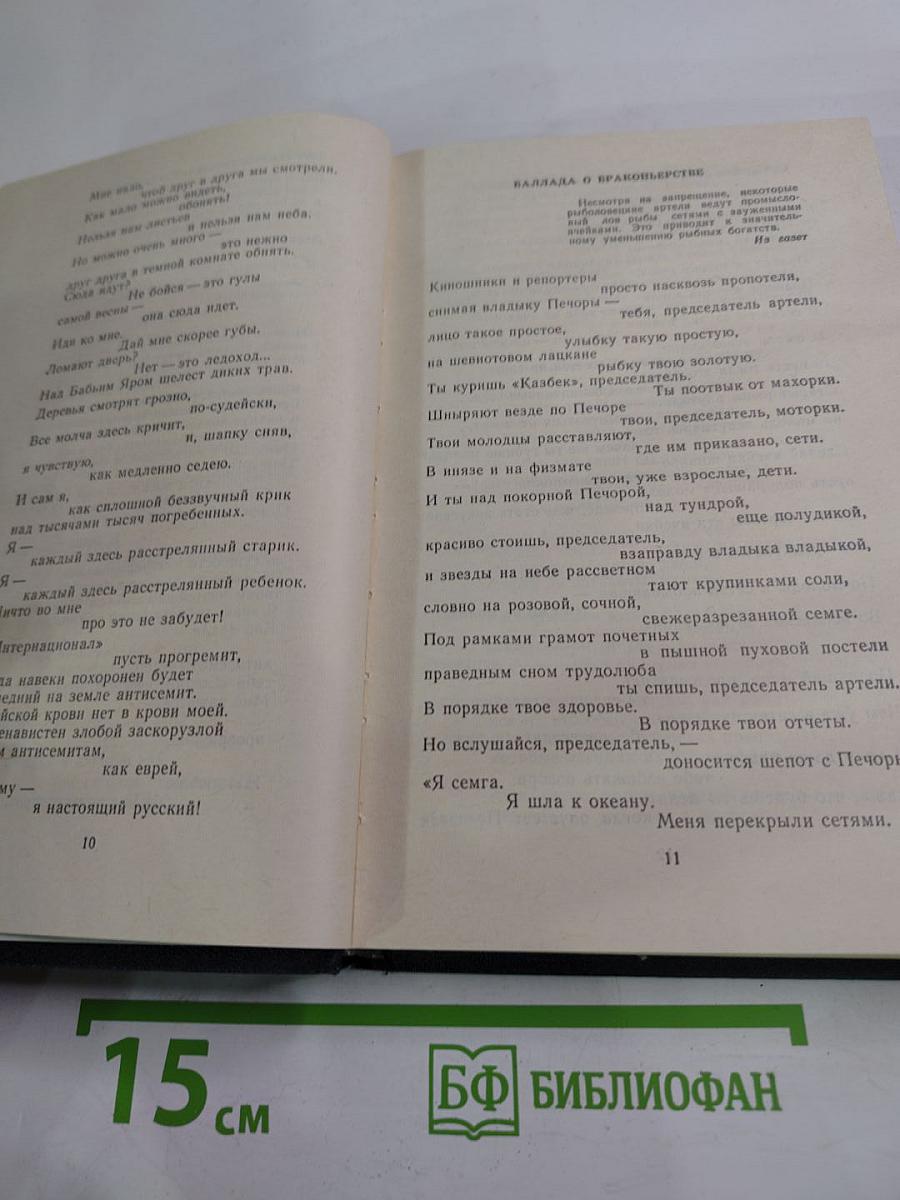 Мне надо,
чтоб друг в друга мы смотрели.
Как мало можно видеть,
обонять!
Нельзя нам листьев
и нельзя нам неба.
Но можно очень много —
это нежно
друг друга в темной комнате обнять.
Сюда идут?
Не бойся — это гулы
самой весны —
она сюда идет.
Иди ко мне.
Дай мне скорее губы.
Ломают дверь?
Нет — это ледоход...
Над Бабьим Яром шелест диких трав.
Деревья смотрят грозно,
по-судейски,
Все молча здесь кричит,
и, шапку сняв,
я чувствую,
как медленно седею.
И сам я,
как сплошной беззвучный крик
над тысячами тысяч погребенных.
Я —
каждый здесь расстрелянный старик.
Я —
каждый здесь расстрелянный ребенок.
Ничто во мне
про это не забудет!
Интернационал»
пусть прогремит,
да навеки похоронен будет
ледний на земле антисемит.
йской крови нет в крови моей.
енавистен злобой заскорузлой
м антисемитам,
как еврей,
му —
я настоящий русский!
10
БАЛЛАДА О БРАКОНЬЕРСТВЕ
Несмотря на запрещение, некоторые
рыболовецкие артели ведут промысло-
вый лов рыбы сетями с зауженными
ячейками. Это приводит к значитель-
ному уменьшению рыбных богатств.
Из газет
Киношники и репортеры
просто насквозь пропотели,
снимая владыку Печоры —
тебя, председатель артели,
лицо такое простое,
улыбку такую простую,
на шевиотовом лацкане
рыбку твою золотую.
Ты куришь «Казбек», председатель.
Ты поотвык от махорки.
Шныряют везде по Печоре
твои, председатель, моторки.
Твои молодцы расставляют,
где им приказано, сети.
В инязе и на физмате
твои, уже взрослые, дети.
И ты над покорной Печорой,
над тундрой,
еще полудикой,
красиво стоишь, председатель,
взаправду владыка владыкой,
и звезды на небе рассветном
тают крупинками соли,
словно на розовой, сочной,
свежеразрезанной семге.
Под рамками грамот почетных
в пышной пуховой постели
праведным сном трудолюба
ты спишь, председатель артели.
В порядке твое здоровье.
В порядке твои отчеты.
Но вслушайся, председатель, —
доносится шепот с Печоры
«Я семга.
Я шла к океану.
Меня перекрыли сетями.
11
15 см
БФ БИБЛИОФАН